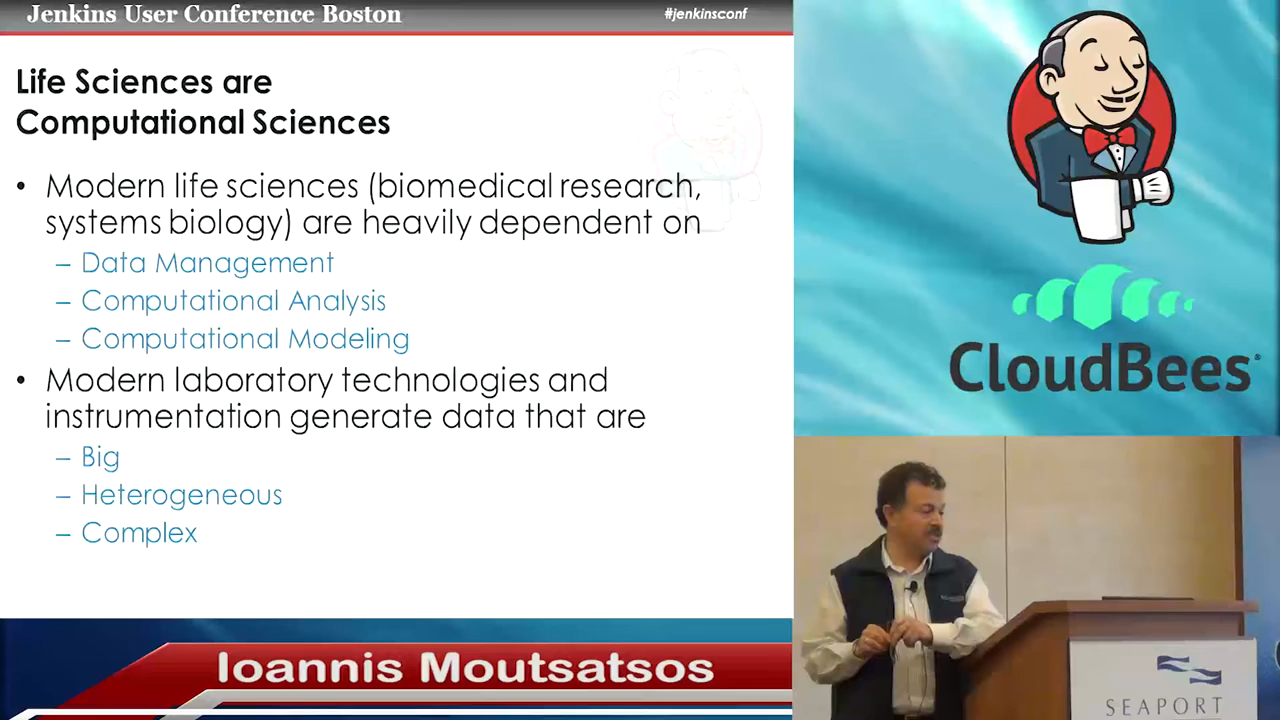 Jenkins User Conference Boston
#jenkinsconf
Life Sciences are
Computational Sciences
• Modern life sciences (biomedical research,
systems biology) are heavily dependent on
– Data Management
– Computational Analysis
– Computational Modeling
• Modern laboratory technologies and
instrumentation generate data that are
– Big
– Heterogeneous
– Complex
Ioannis Moutsatsos
CloudBees
SEAPORT